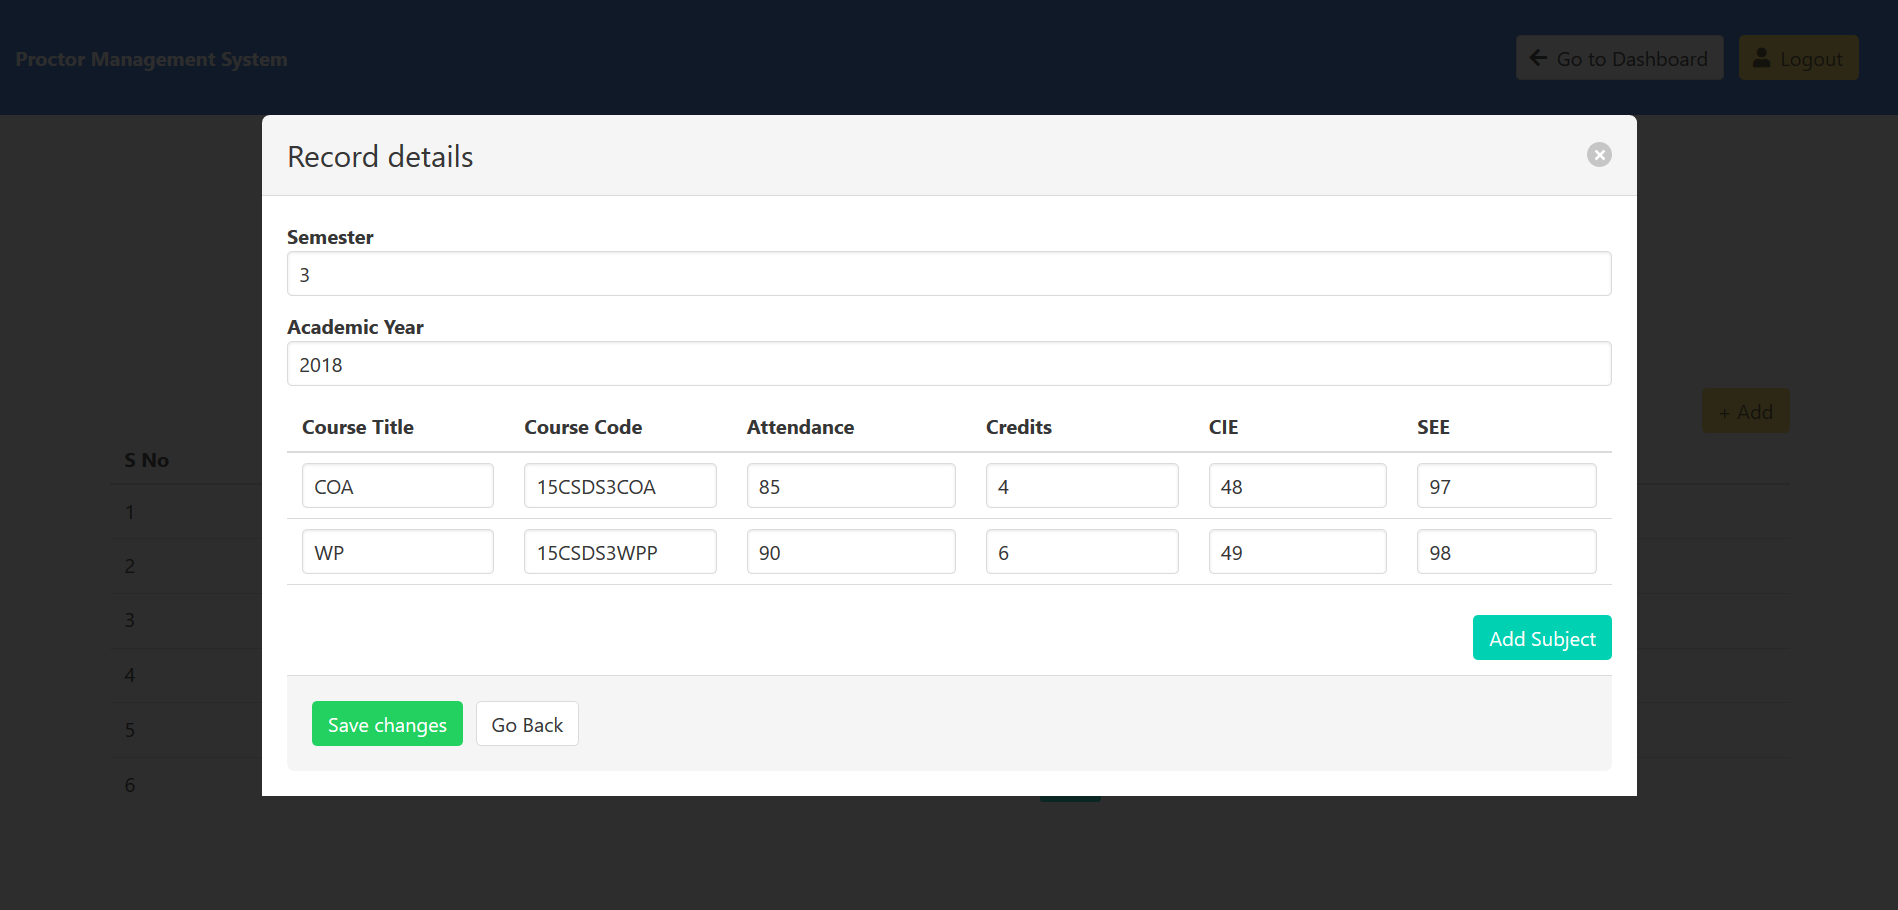 Proctor Management System
Go to Dashboard
Logout
Record details
Semester
3
Academic Year
2018
+ Add
Course Title Course Code Attendance Credits CIE SEE
COA 15CSDS3COA 85 4 48 97
WP 15CSDS3WPP 90 6 49 98
Add Subject
Save changes Go Back
S No
1
2
3
4
5
6